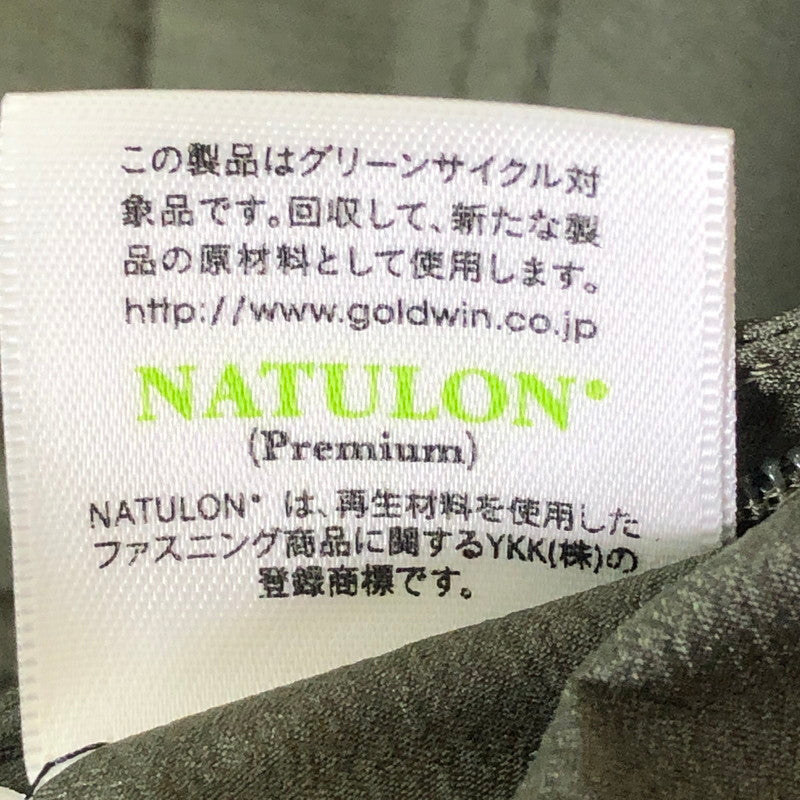 この製品はグリーンサイクル対
象品です。回収して、新たな製
品の原材料として使用します。
http://www.goldwin.co.jp
NATULON®
(Premium)
NATULON® は、再生材料を使用した
ファスニング商品に関するYKK(株)の
登録商標です。